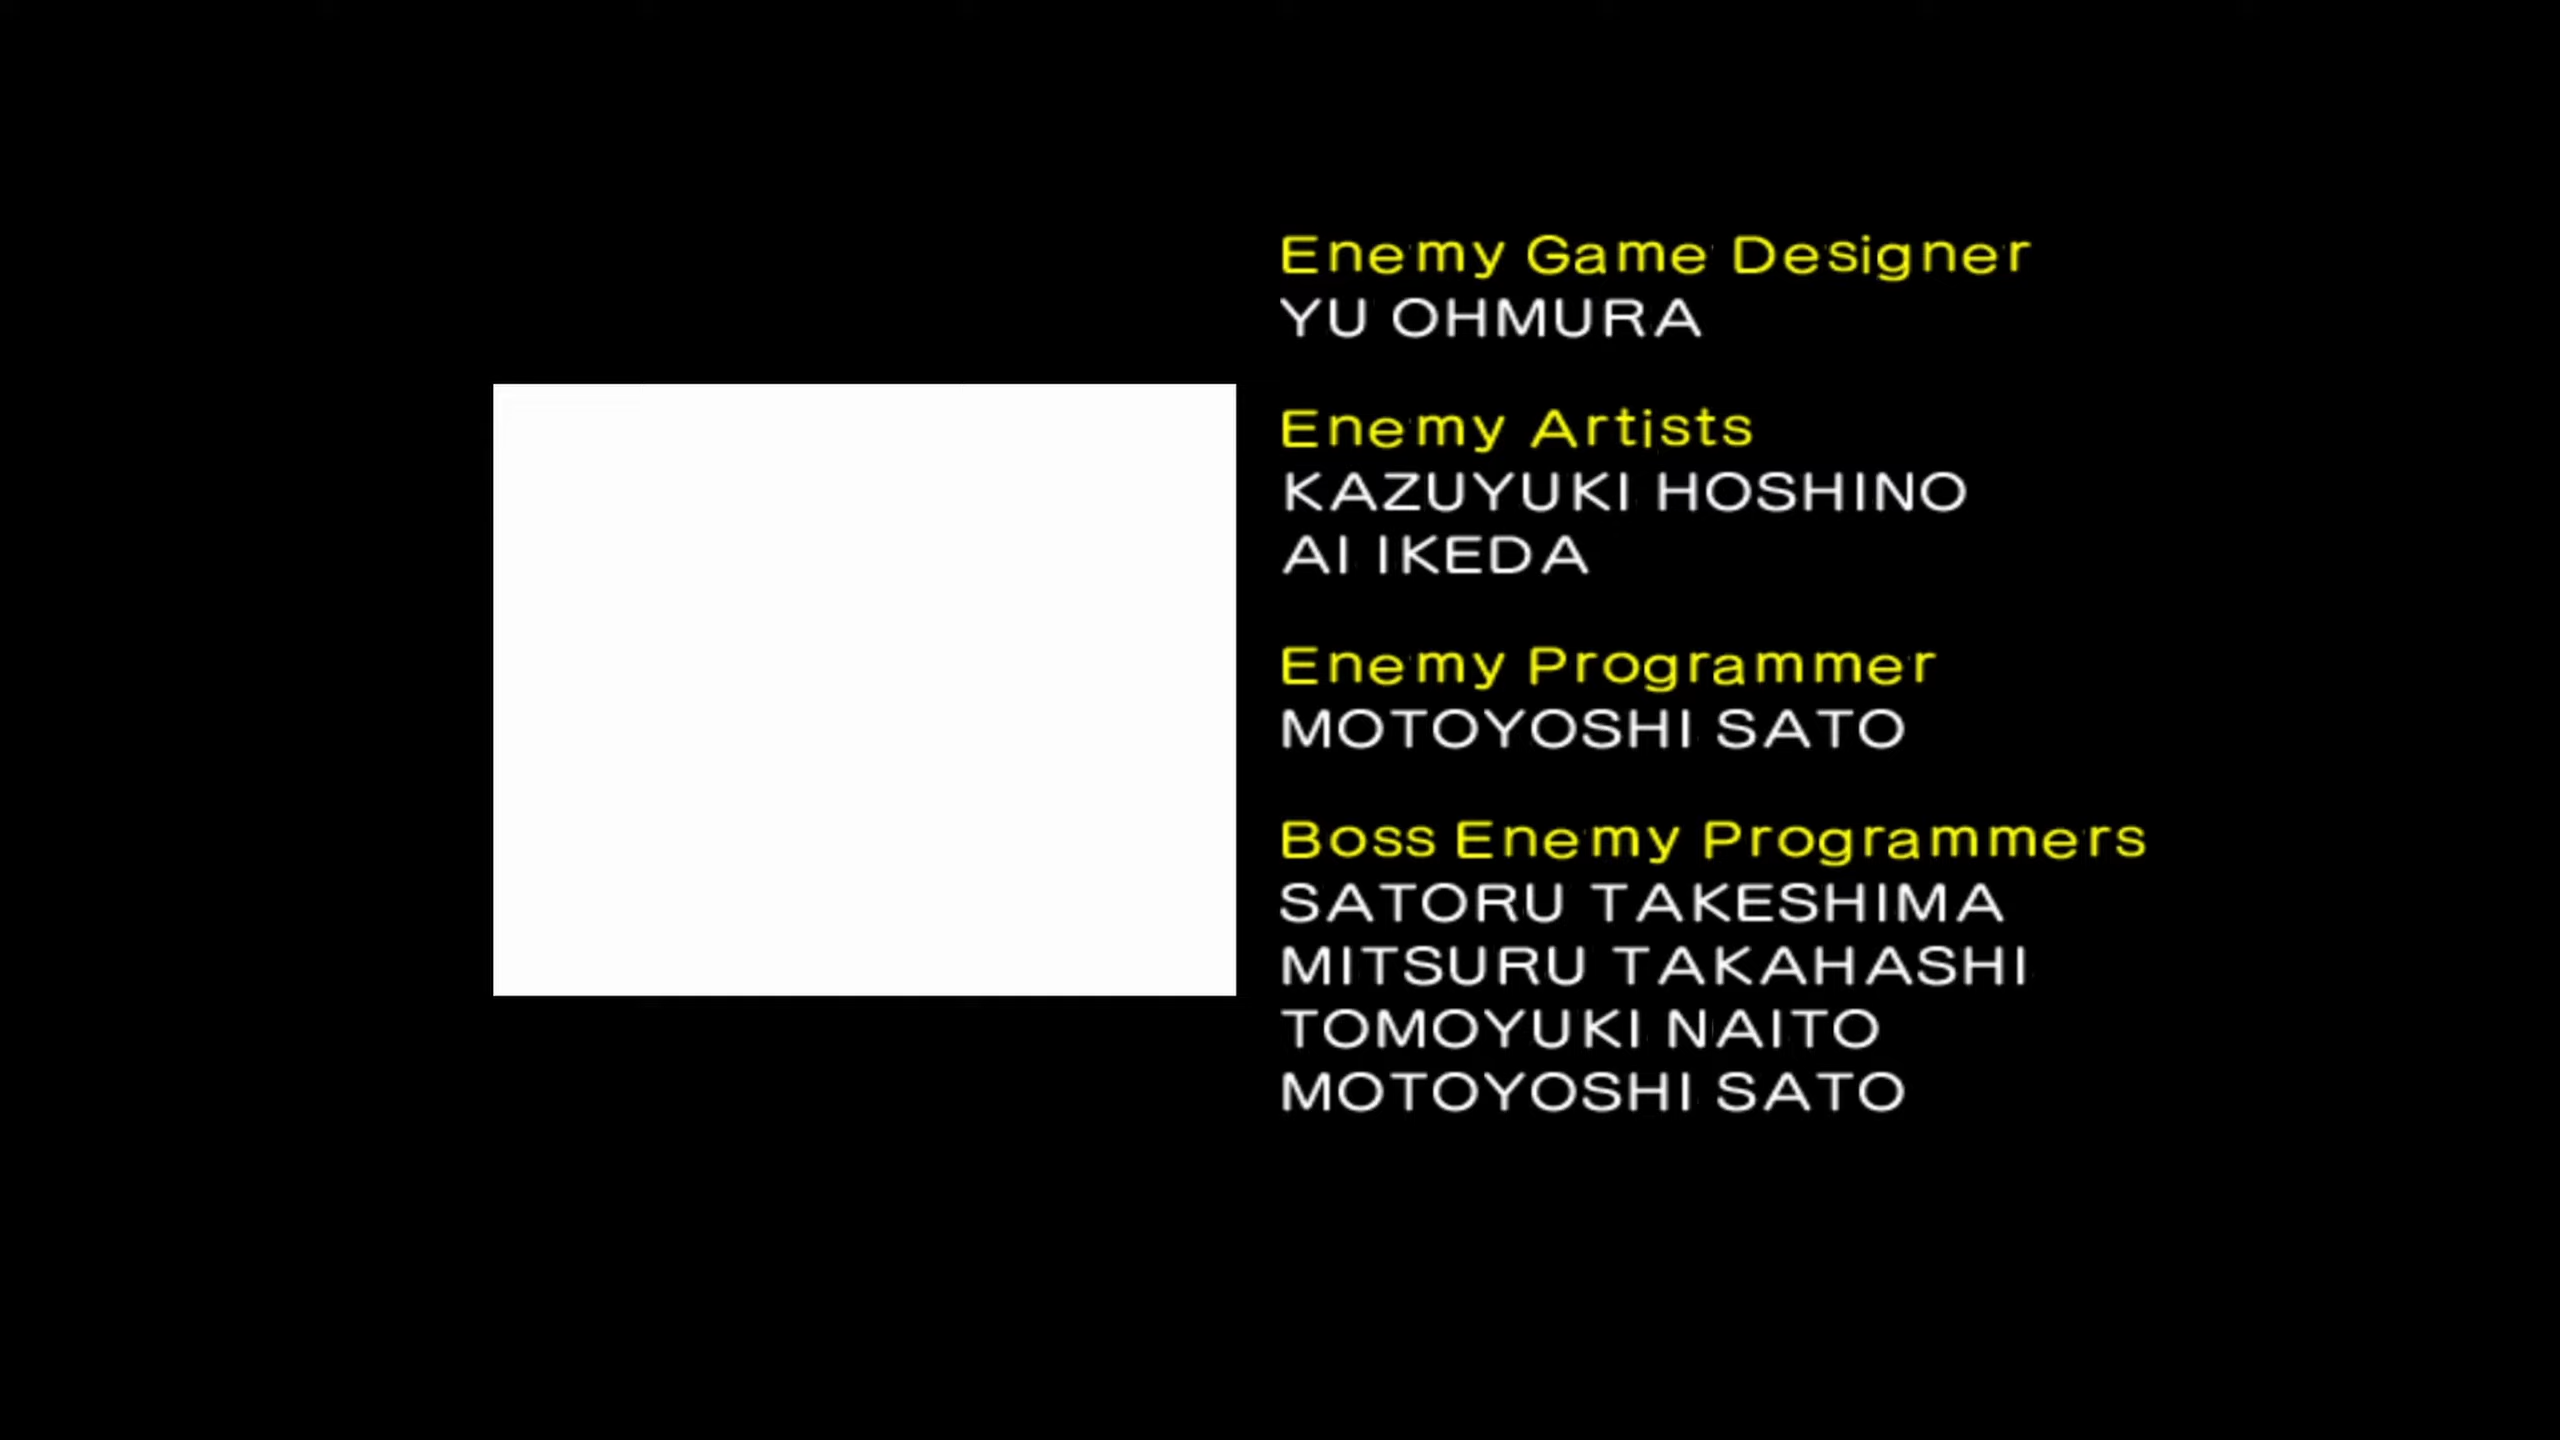 Enemy Game Designer
YU OHMURA
Enemy Artists
KAZUYUKI HOSHINO
AI IKEDA
Enemy Programmer
MOTOYOSHI SATO
Boss Enemy Programmers
SATORU TAKESHIMA
MITSURU TAKAHASHI
TOMOYUKI NAITO
MOTOYOSHI SATO